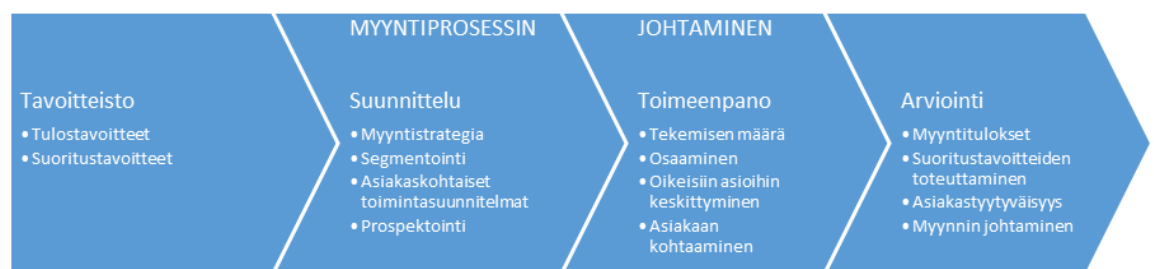 MYYNTIPROSESSIN JOHTAMINEN
Tavoitteisto
• Tulostavoitteet
• Suoritustavoitteet
Suunnittelu
• Myyntistrategia
• Segmentointi
• Asiakaskohtaiset
toimintasuunnitelmat
• Prospektointi
Toimeenpano
• Tekemisen määrä
• Osaaminen
• Oikeisiin asioihin
keskittyminen
• Asiakaan
kohtaaminen
Arviointi
• Myyntitulokset
• Suoritustavoitteiden
toteuttaminen
• Asiakastyytyväisyys
• Myynnin johtaminen